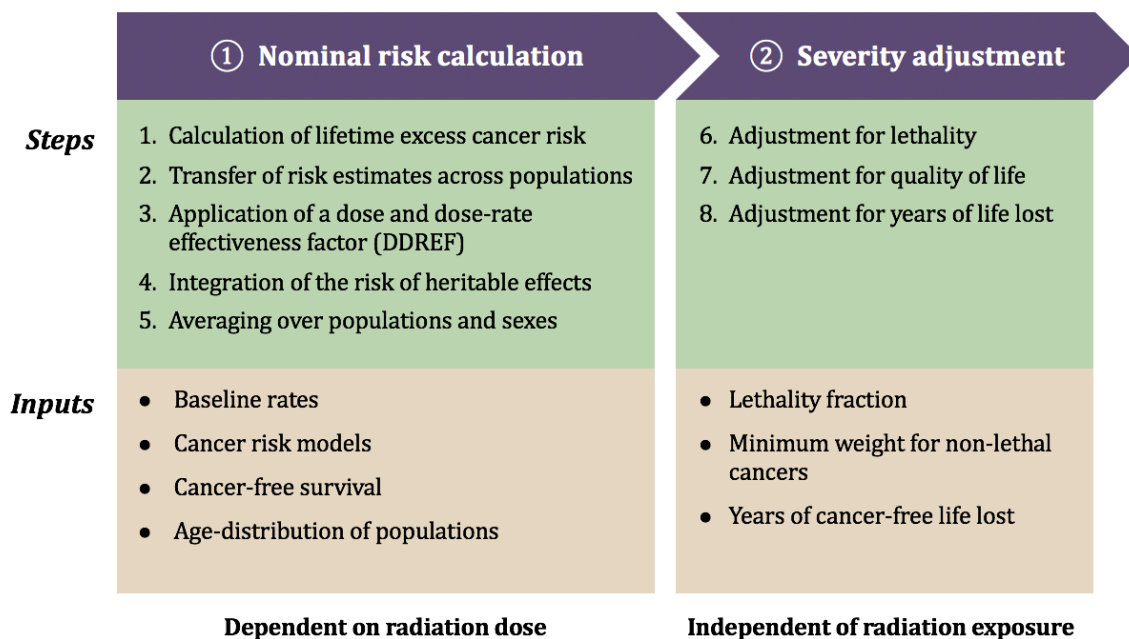 ① Nominal risk calculation
② Severity adjustment
Steps
1. Calculation of lifetime excess cancer risk
2. Transfer of risk estimates across populations
3. Application of a dose and dose-rate
effectiveness factor (DDREF)
4. Integration of the risk of heritable effects
5. Averaging over populations and sexes
6. Adjustment for lethality
7. Adjustment for quality of life
8. Adjustment for years of life lost
Inputs
• Baseline rates
• Cancer risk models
• Cancer-free survival
• Age-distribution of populations
• Lethality fraction
• Minimum weight for non-lethal
cancers
• Years of cancer-free life lost
Dependent on radiation dose
Independent of radiation exposure